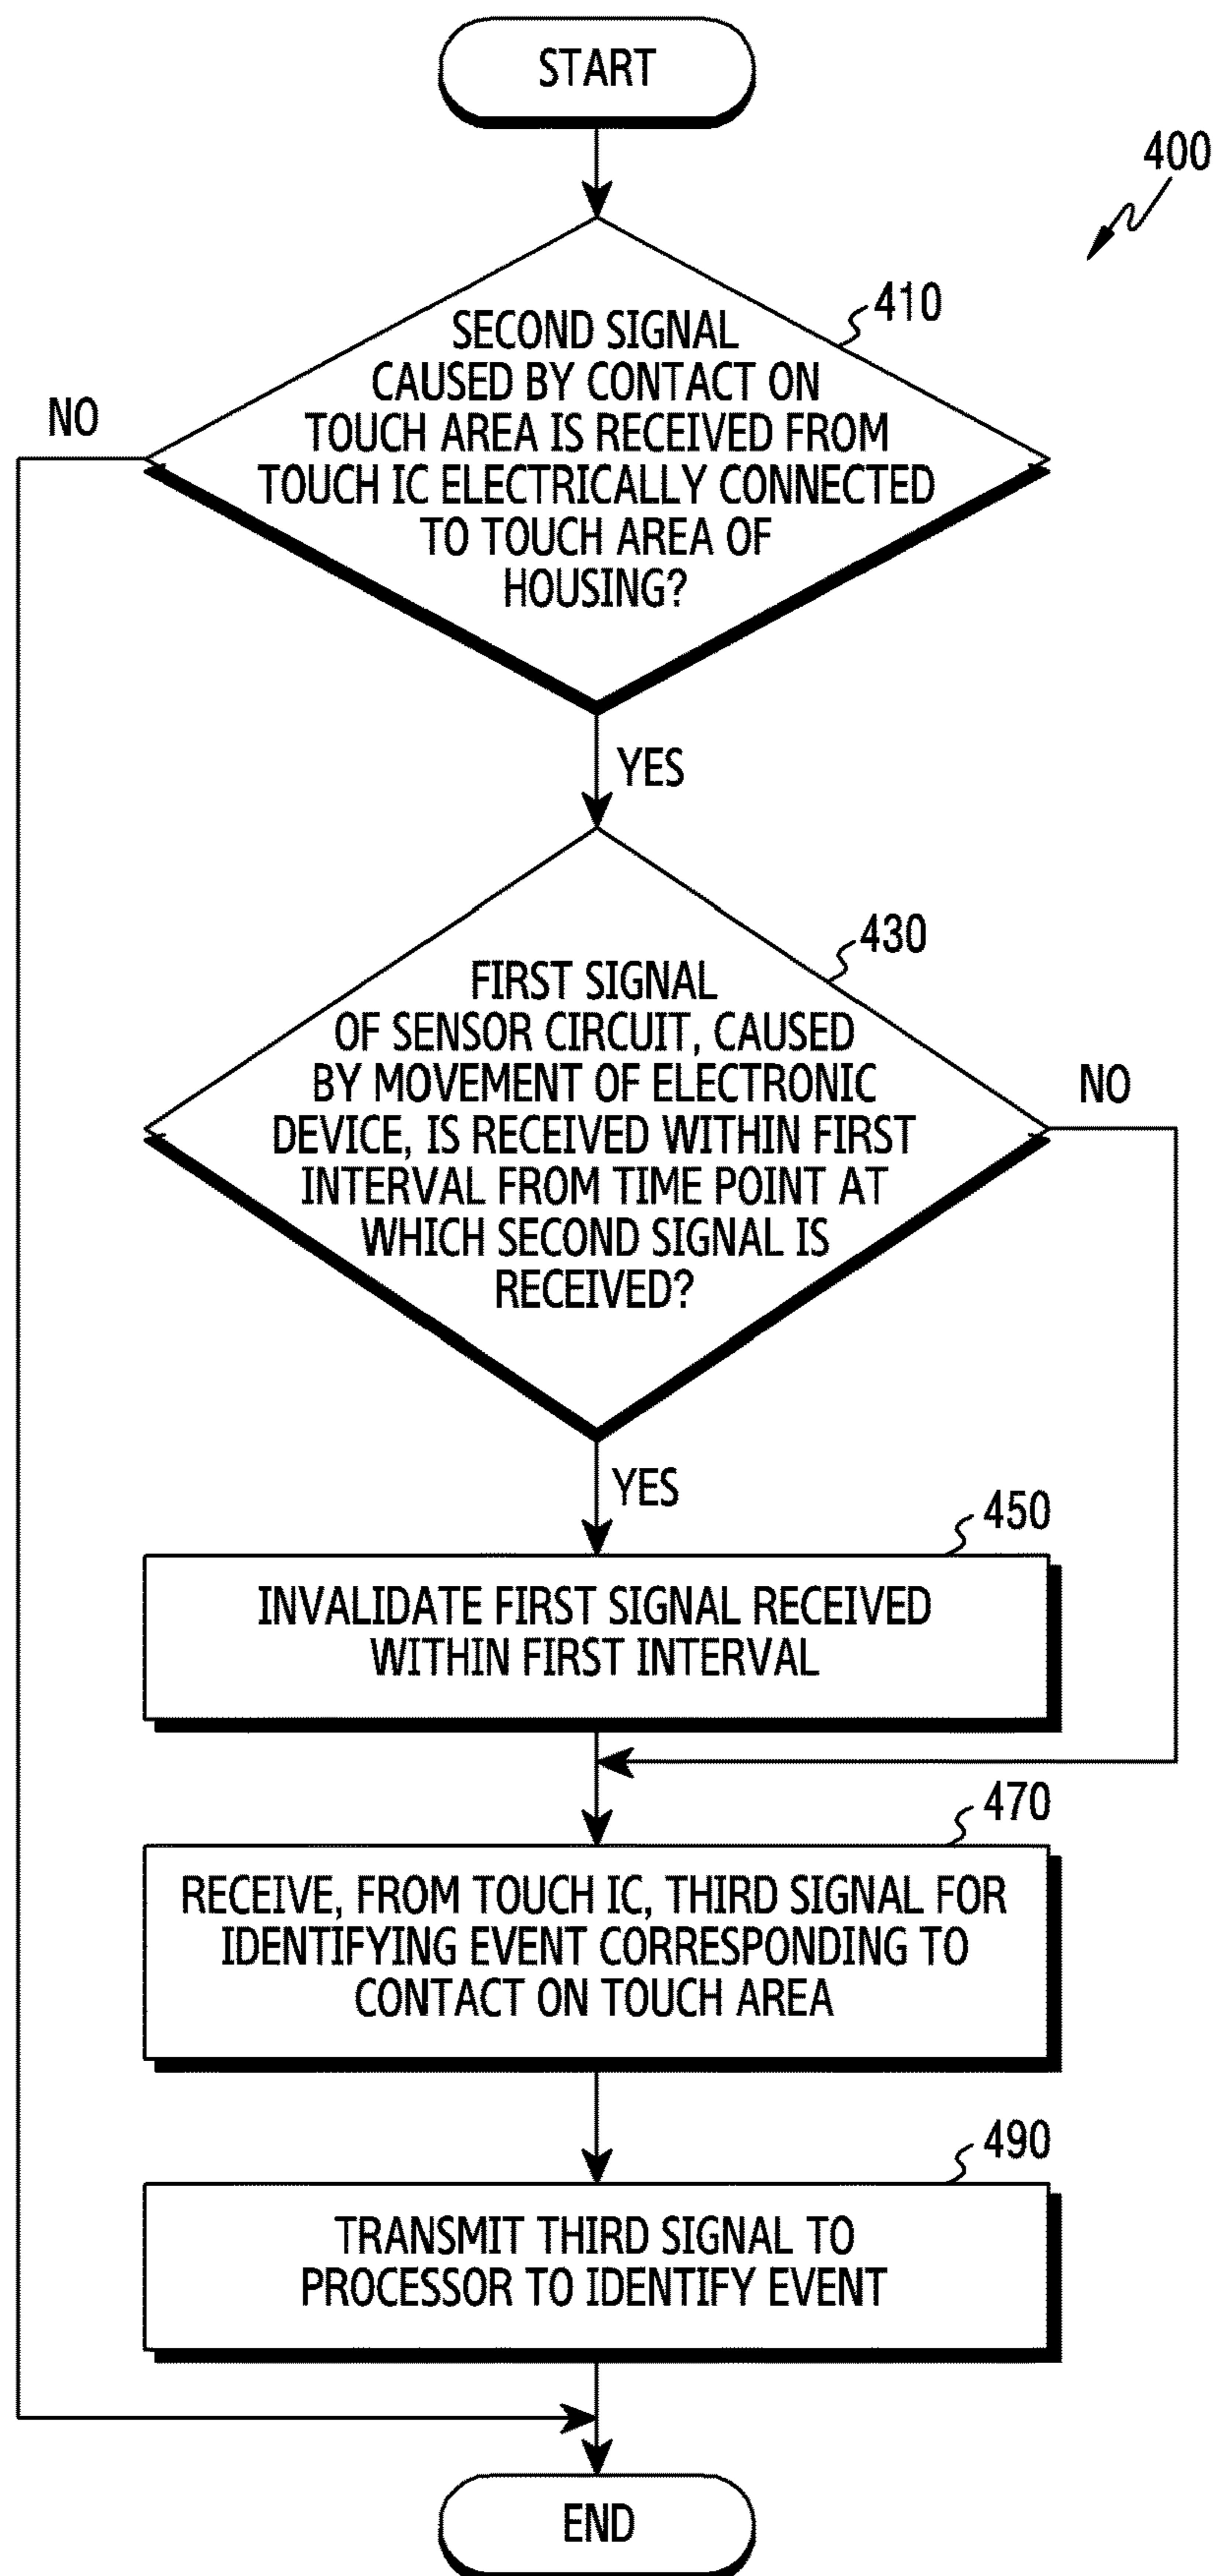 START
400
410
SECOND SIGNAL
CAUSED BY CONTACT ON
TOUCH AREA IS RECEIVED FROM
TOUCH IC ELECTRICALLY CONNECTED
TO TOUCH AREA OF
HOUSING?
NO
YES
430
FIRST SIGNAL
OF SENSOR CIRCUIT, CAUSED
BY MOVEMENT OF ELECTRONIC
DEVICE, IS RECEIVED WITHIN FIRST
INTERVAL FROM TIME POINT AT
WHICH SECOND SIGNAL IS
RECEIVED?
NO
YES
450
INVALIDATE FIRST SIGNAL RECEIVED
WITHIN FIRST INTERVAL
470
RECEIVE, FROM TOUCH IC, THIRD SIGNAL FOR
IDENTIFYING EVENT CORRESPONDING TO
CONTACT ON TOUCH AREA
490
TRANSMIT THIRD SIGNAL TO
PROCESSOR TO IDENTIFY EVENT
END